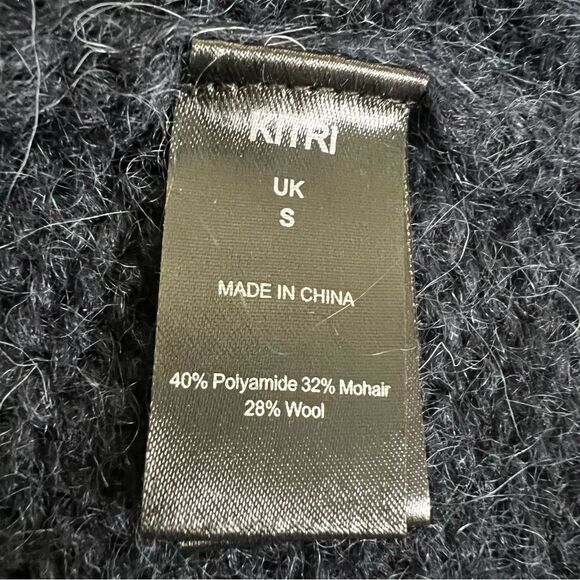 KITRI
UK
S
MADE IN CHINA
40% Polyamide 32% Mohair
28% Wool